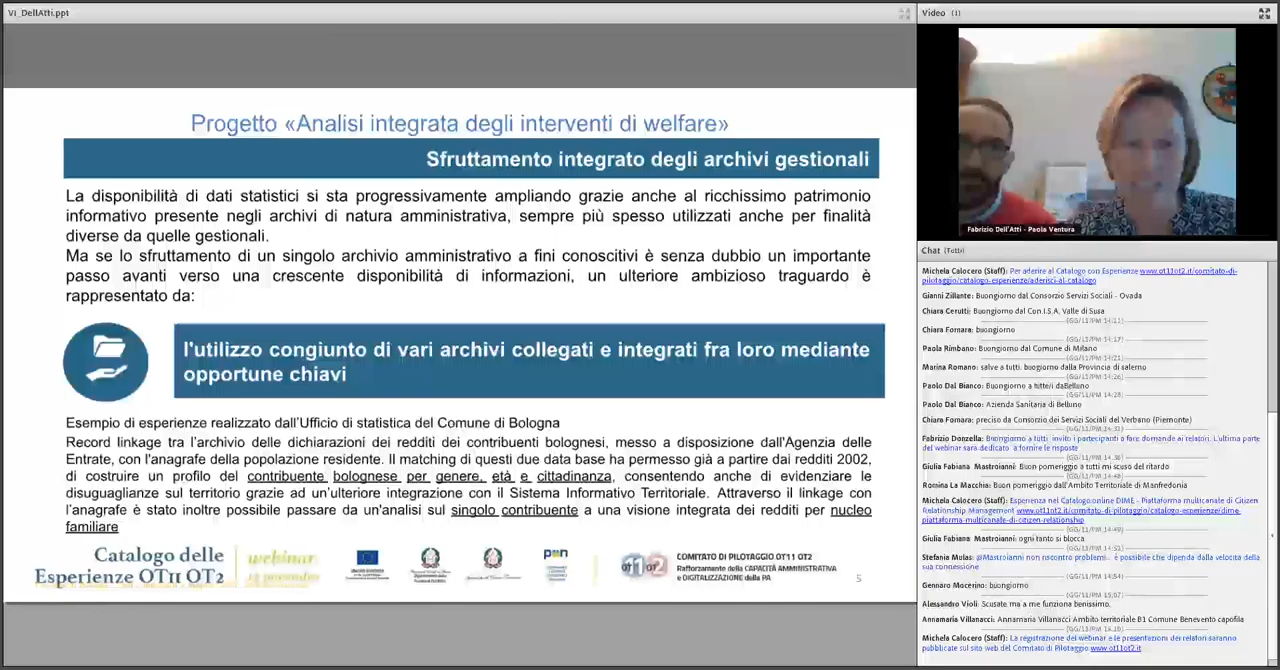 Vi_DellAtti.ppt
Progetto «Analisi integrata degli interventi di welfare»
Sfruttamento integrato degli archivi gestionali
La disponibilità di dati statistici si sta progressivamente ampliando grazie anche al ricchissimo patrimonio
informativo presente negli archivi di natura amministrativa, sempre più spesso utilizzati anche per finalità
diverse da quelle gestionali.
Ma se lo sfruttamento di un singolo archivio amministrativo a fini conoscitivi è senza dubbio un importante
passo avanti verso una crescente disponibilità di informazioni, un ulteriore ambizioso traguardo è
rappresentato da:
l'utilizzo congiunto di vari archivi collegati e integrati fra loro mediante
opportune chiavi
Esempio di esperienze realizzato dall'Ufficio di statistica del Comune di Bologna
Record linkage tra l'archivio delle dichiarazioni dei redditi dei contribuenti bolognesi, messo a disposizione dall'Agenzia delle
Entrate, con l'anagrafe della popolazione residente. Il matching di questi due data base ha permesso già a partire dai redditi 2002,
di costruire un profilo del contribuente bolognese per genere, età e cittadinanza, consentendo anche di evidenziare le
disuguaglianze sul territorio grazie ad un'ulteriore integrazione con il Sistema Informativo Territoriale. Attraverso il linkage con
l'anagrafe è stato inoltre possibile passare da un'analisi sul singolo contribuente a una visione integrata dei redditi per nucleo
familiare
Catalogo delle
Esperienze OT11 OT2
webinar
pon
ot11 ot2
COMITATO DI PILOTAGGIO OT11 OT2
Rafforzamento della CAPACITÀ AMMINISTRATIVA
e DIGITALIZZAZIONE della PA
5
Video (1)
Fabrizio Dell'Atti - Paola Ventura
Chat (Tutti)
Michela Calocero (Staff): Per aderire al Catalogo con Esperienze www.ot11ot2.it/comitato-di-
pilotaggio/catalogo-esperienze/aderisci-al-catalogo
Gianni Zillante: Buongiorno dal Consorzio Servizi Sociali - Ovada
Chiara Cerutti: Buongiorno dal Con.I.S.A. Valle di Susa
Chiara Fornara: buongiorno
Paola Rimbano: Buongiorno dal Comune di Milano
Marina Romano: salve a tutti. buogiorno dalla Provincia di salerno
Paolo Dal Bianco: Buongiorno a tutte/i daBelluno
Paolo Dal Bianco: Azienda Sanitaria di Belluno
Chiara Fornara: preciso da Consorzio dei Servizi Sociali del Verbano (Piemonte)
Fabrizio Donzella: Buongiorno a tutti, invito i partecipanti a fare domande ai relatori. L'ultima parte
del webinar sarà dedicato a fornire le risposte
Giulia Fabiana Mastroianni: Buon pomeriggio a tutti mi scuso del ritardo
Romina La Macchia: Buon pomeriggio dall'Ambito Territoriale di Manfredonia
Michela Calocero (Staff): Esperienza nel Catalogo online DIME - Piattaforma multicanale di Citizen
Relationship Management www.ot11ot2.it/comitato-di-pilotaggio/catalogo-esperienze/dime-
piattaforma-multicanale-di-citizen-relationship
Giulia Fabiana Mastroianni: ogni tanto si blocca
Stefania Mulas: @Mastroianni non riscontro problemi.. è possibile che dipenda dalla velocità della
sua connessione
Gennaro Mocerino: buongiorno
Alessandro Violi: Scusate ma a me funziona benissimo.
Annamaria Villanacci: Annamaria Villanacci Ambito territoriale B1 Comune Benevento capofila
Michela Calocero (Staff): La registrazione del webinar e le presentazioni dei relatori saranno
pubblicate sul sito web del Comitato di Pilotaggio www.ot11ot2.it